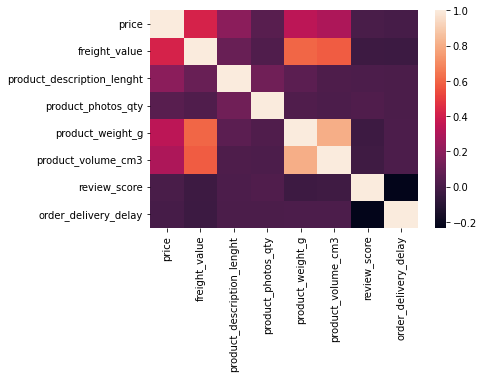 price
freight_value
product_description_lenght
product_photos_qty
product_weight_g
product_volume_cm3
review_score
order_delivery_delay
price
freight_value
product_description_lenght
product_photos_qty
product_weight_g
product_volume_cm3
review_score
order_delivery_delay
1.0
0.8
0.6
0.4
0.2
0.0
−0.2